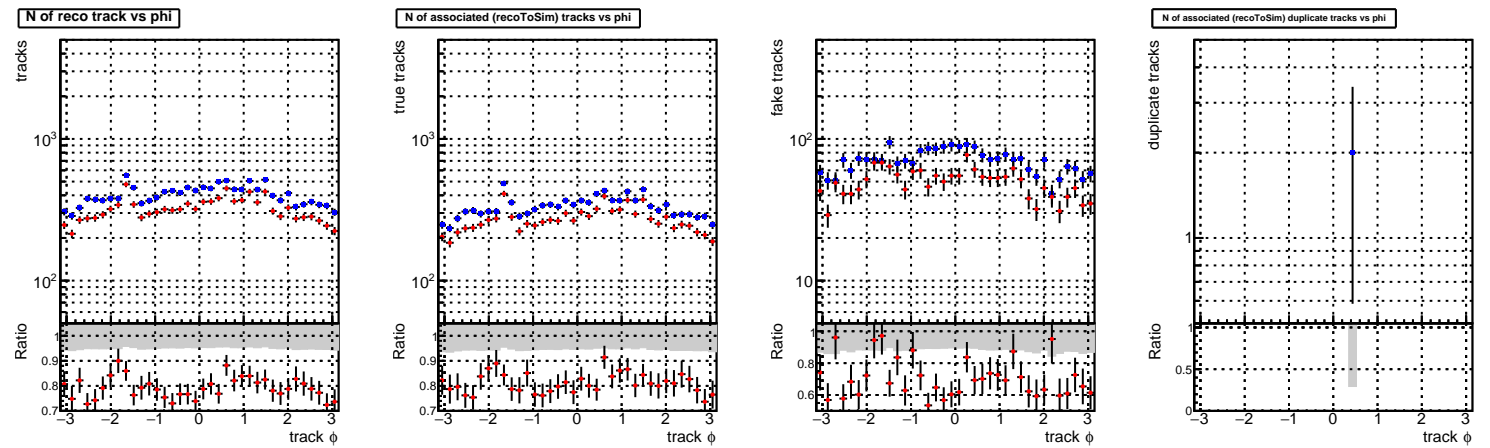 N of reco track vs phi
tracks
10³
10²
Ratio
1
0.9
0.8
0.7
−3 −2 −1 0 1 2 3
track ϕ
N of associated (recoToSim) tracks vs phi
true tracks
10³
10²
Ratio
1
0.9
0.8
0.7
−3 −2 −1 0 1 2 3
track ϕ
fake tracks
10²
10
Ratio
1
0.8
0.6
−3 −2 −1 0 1 2 3
track ϕ
N of associated (recoToSim) duplicate tracks vs phi
duplicate tracks
1
Ratio
1
0.5
0
−3 −2 −1 0 1 2 3
track ϕ